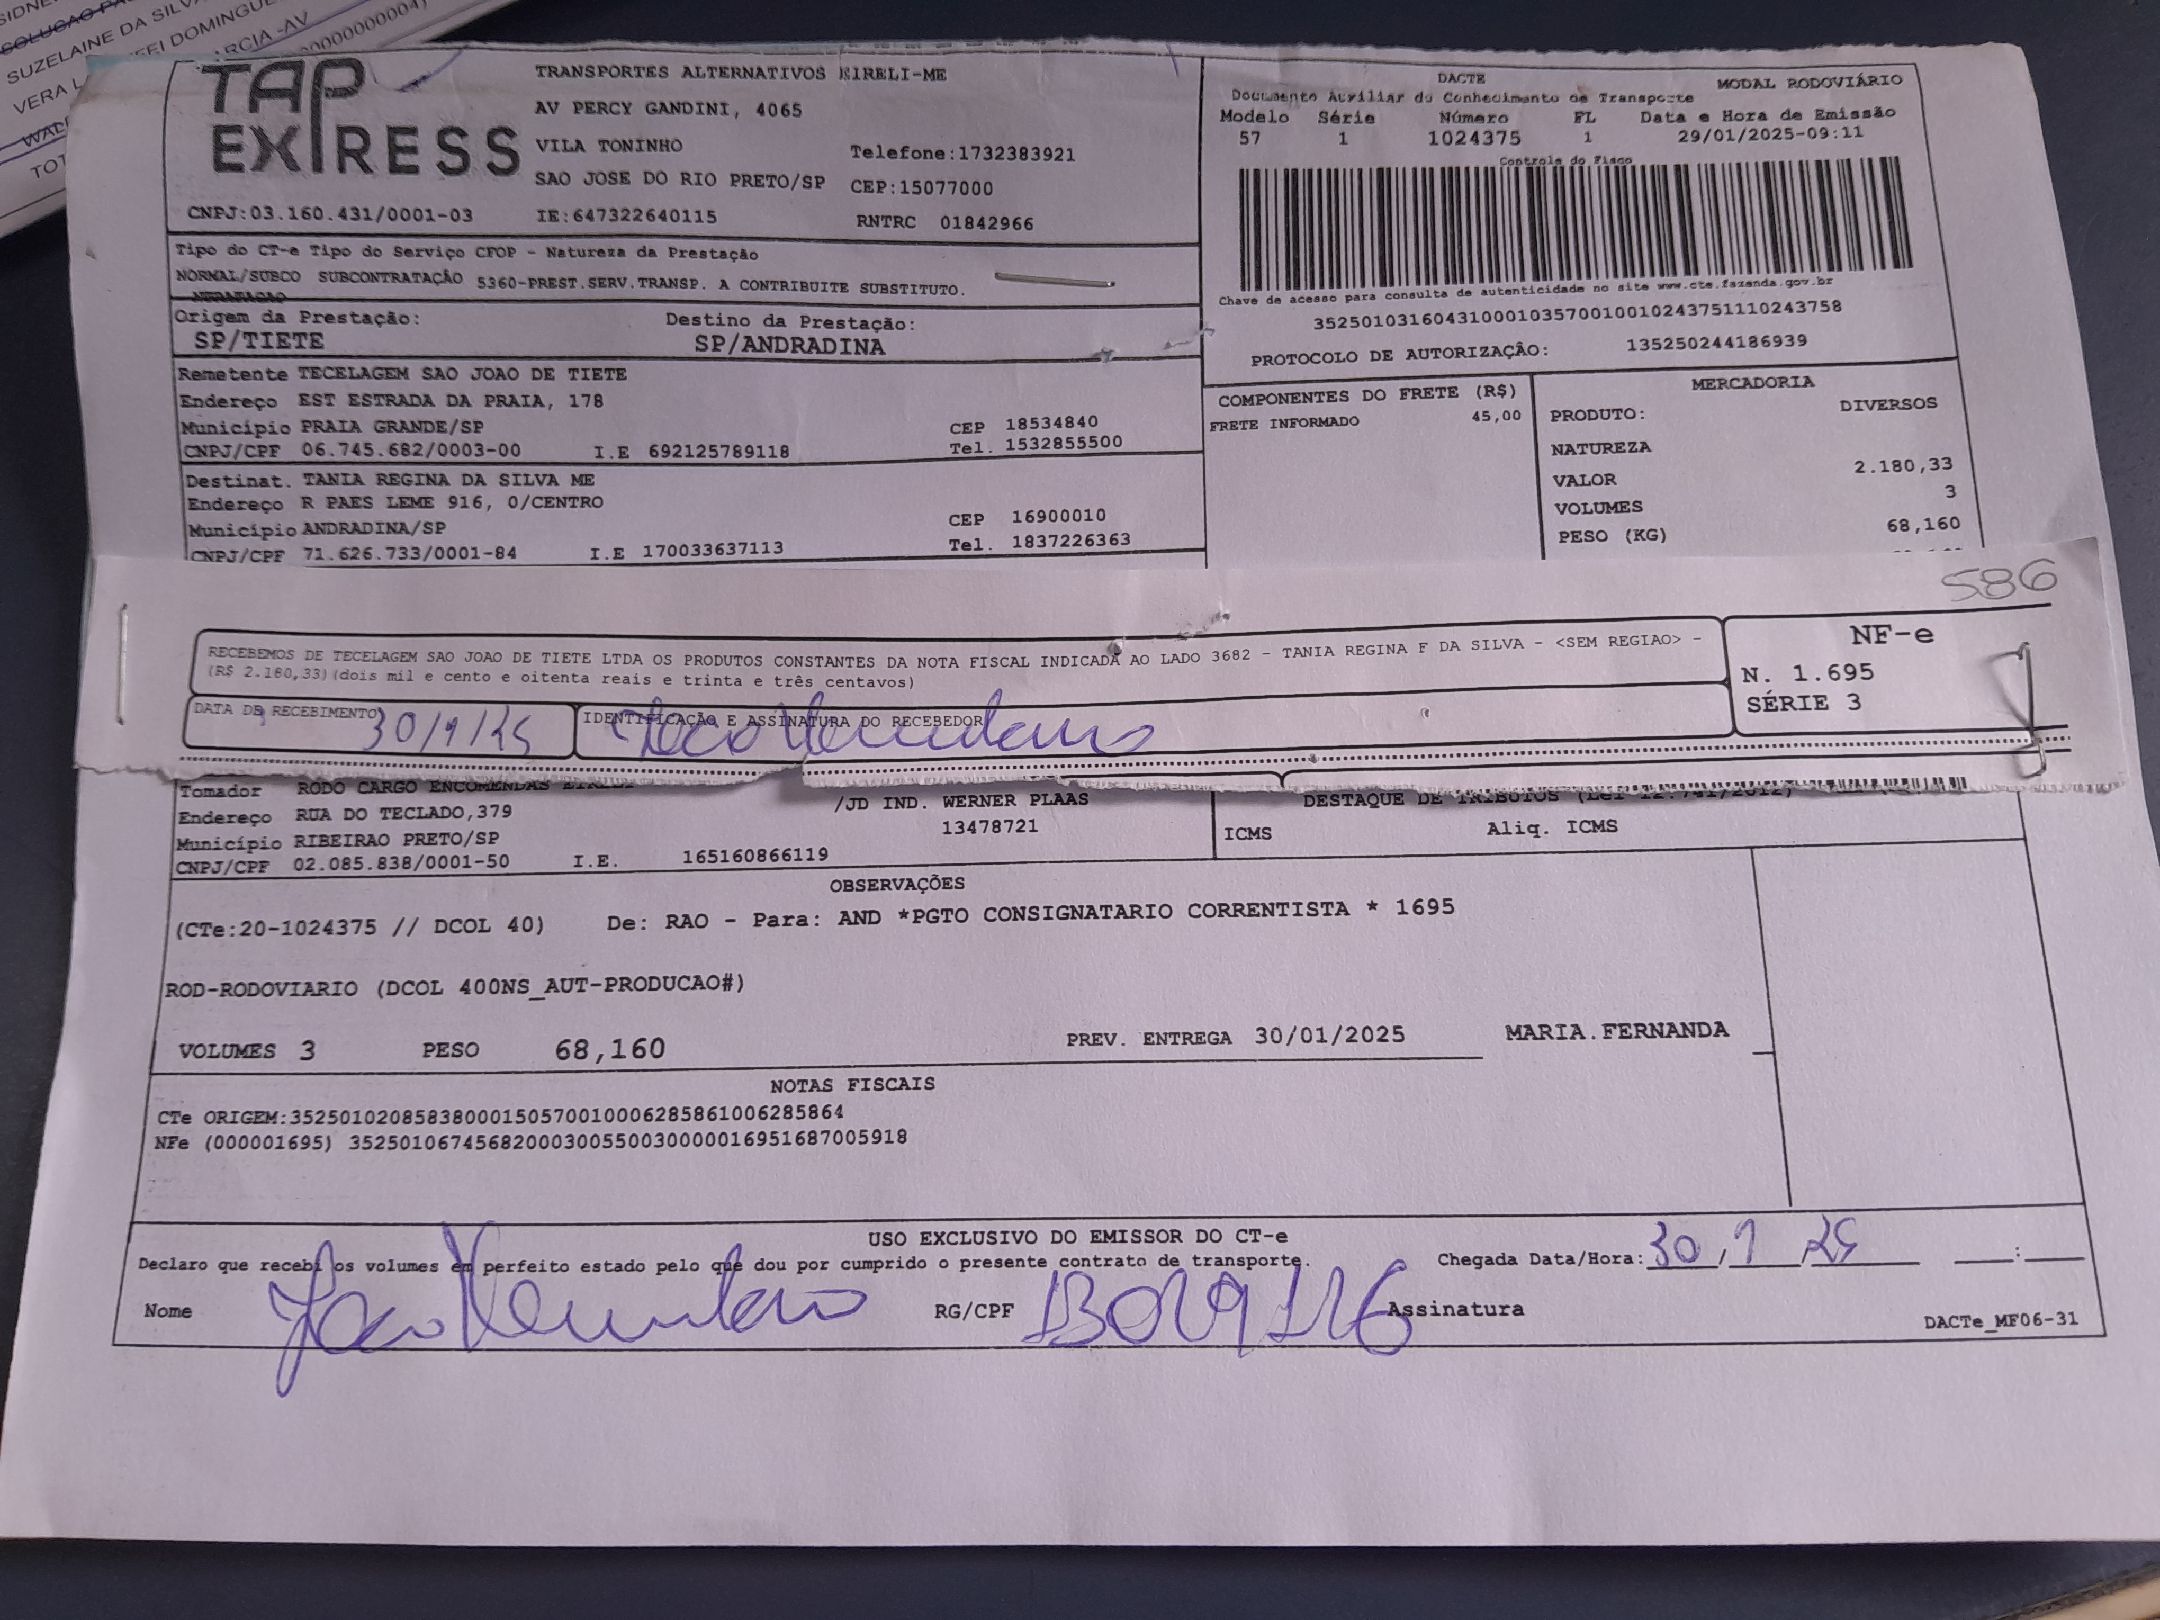 SUZELAINE DA SILVA
TAP EXPRESS
TRANSPORTES ALTERNATIVOS EIRELI-ME
AV PERCY GANDINI, 4065
VILA TONINHO
Telefone:1732383921
SAO JOSE DO RIO PRETO/SP CEP:15077000
CNPJ:03.160.431/0001-03 IE:647322640115 RNTRC 01842966
DACTE MODAL RODOVIÁRIO
Documento Auxiliar do Conhecimento de Transporte
Modelo Série Número FL Data e Hora de Emissão
57 1 1024375 1 29/01/2025-09:11
Controle do Fisco
Chave de acesso para consulta de autenticidade no site www.cte.fazenda.gov.br
35250103160431000103570010010243751110243758
PROTOCOLO DE AUTORIZAÇÃO: 135250244186939
Tipo do CT-e Tipo do Serviço CFOP - Natureza da Prestação
NORMAL/SUBCO SUBCONTRATAÇÃO 5360-PREST.SERV.TRANSP. A CONTRIBUITE SUBSTITUTO.
NTRATACAO
Origem da Prestação: Destino da Prestação:
SP/TIETE SP/ANDRADINA
Remetente TECELAGEM SAO JOAO DE TIETE
Endereço EST ESTRADA DA PRAIA, 178
Município PRAIA GRANDE/SP CEP 18534840
CNPJ/CPF 06.745.682/0003-00 I.E 692125789118 Tel. 1532855500
Destinat. TANIA REGINA DA SILVA ME
Endereço R PAES LEME 916, 0/CENTRO
Município ANDRADINA/SP CEP 16900010
CNPJ/CPF 71.626.733/0001-84 I.E 170033637113 Tel. 1837226363
COMPONENTES DO FRETE (R$)
FRETE INFORMADO 45,00
MERCADORIA
PRODUTO: DIVERSOS
NATUREZA
VALOR 2.180,33
VOLUMES 3
PESO (KG) 68,160
586
RECEBEMOS DE TECELAGEM SAO JOAO DE TIETE LTDA OS PRODUTOS CONSTANTES DA NOTA FISCAL INDICADA AO LADO 3682 - TANIA REGINA F DA SILVA - <SEM REGIAO> -
(R$ 2.180,33)(dois mil e cento e oitenta reais e trinta e três centavos)
DATA DE RECEBIMENTO 30/1/25
IDENTIFICAÇÃO E ASSINATURA DO RECEBEDOR
NF-e
N. 1.695
SÉRIE 3
Tomador RODO CARGO ENCOMENDAS EIRELI
Endereço RUA DO TECLADO,379 /JD IND. WERNER PLAAS
Município RIBEIRAO PRETO/SP 13478721
CNPJ/CPF 02.085.838/0001-50 I.E. 165160866119
DESTAQUE DE TRIBUTOS (Lei 12.741/2012)
ICMS Aliq. ICMS
OBSERVAÇÕES
(CTe:20-1024375 // DCOL 40) De: RAO - Para: AND *PGTO CONSIGNATARIO CORRENTISTA * 1695
ROD-RODOVIARIO (DCOL 400NS_AUT-PRODUCAO#)
VOLUMES 3 PESO 68,160 PREV. ENTREGA 30/01/2025 MARIA.FERNANDA
NOTAS FISCAIS
CTe ORIGEM:35250102085838000150570010006285861006285864
NFe (000001695) 35250106745682000300550030000016951687005918
USO EXCLUSIVO DO EMISSOR DO CT-e
Declaro que recebi os volumes em perfeito estado pelo que dou por cumprido o presente contrato de transporte. Chegada Data/Hora: 30/1/25 __:__
Nome RG/CPF Assinatura
DACTe_MF06-31